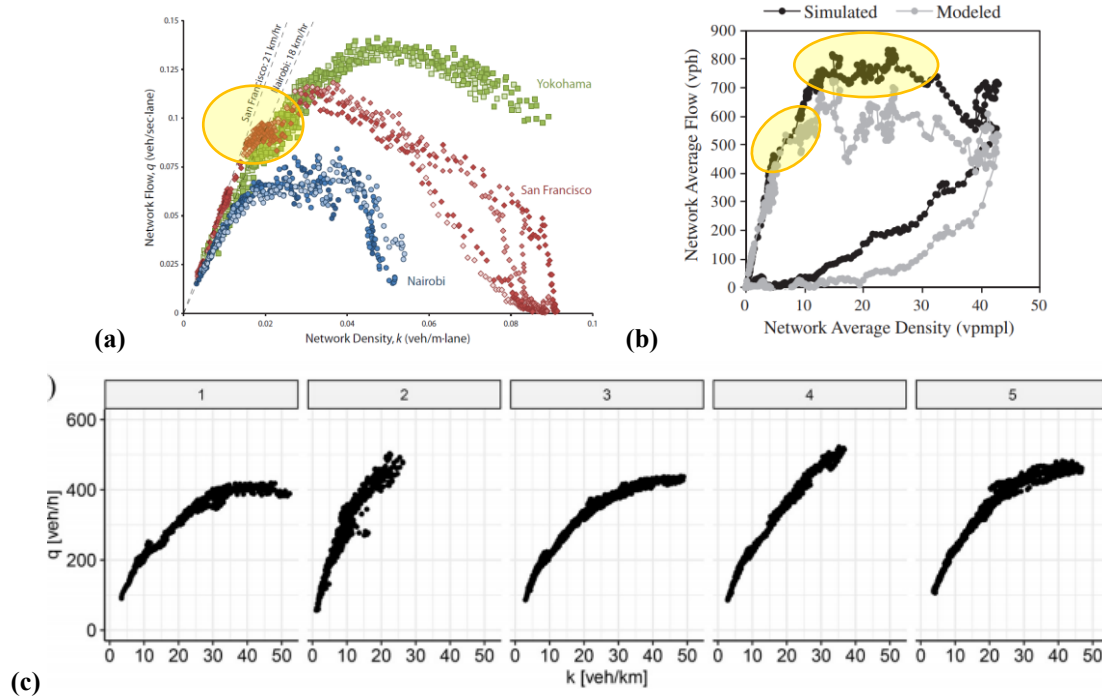 0.15
0.125
0.1
0.075
0.05
0.025
0
Network Flow, q (veh/sec-lane)
San Francisco: 21 km/hr
Nairobi: 18 km/hr
Yokohama
San Francisco
Nairobi
0 0.02 0.04 0.06 0.08 0.1
Network Density, k (veh/m-lane)
(a)
Simulated Modeled
900
800
700
600
500
400
300
200
100
0
Network Average Flow (vph)
0 10 20 30 40 50
Network Average Density (vpmpl)
(b)
)
1 2 3 4 5
600
400
200
0
q [veh/h]
0 10 20 30 40 50 0 10 20 30 40 50 0 10 20 30 40 50 0 10 20 30 40 50 0 10 20 30 40 50
k [veh/km]
(c)